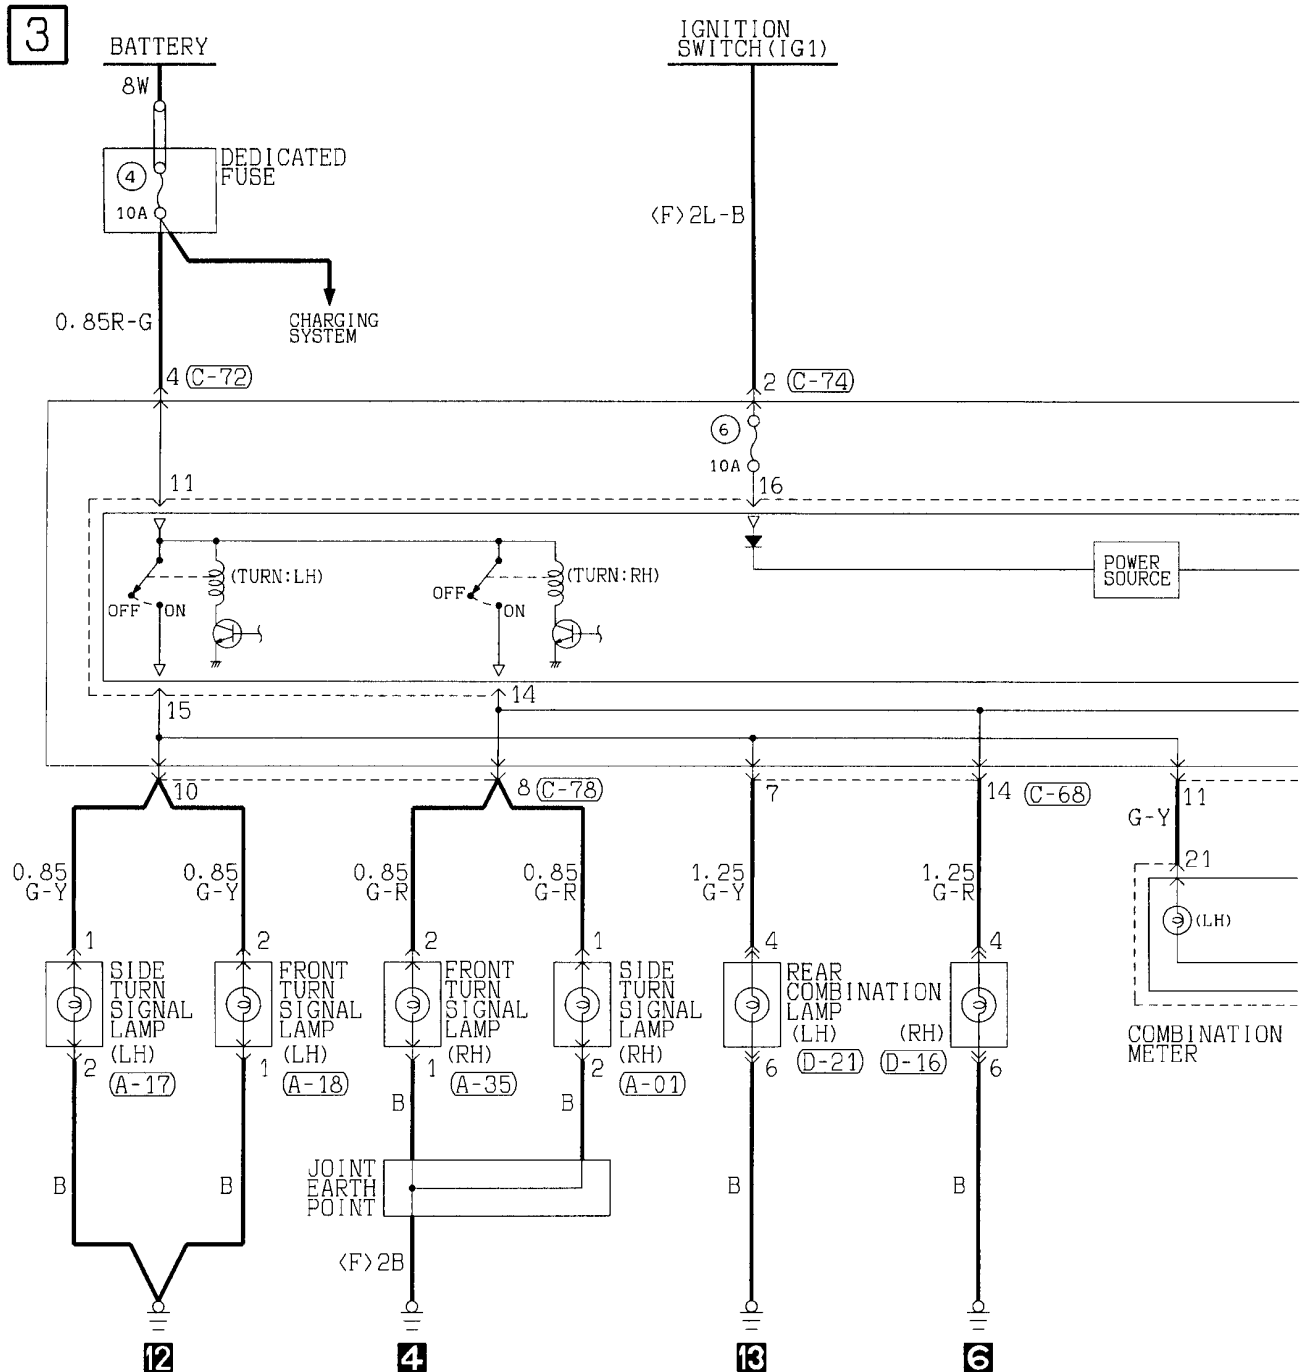 3
BATTERY
IGNITION
SWITCH(IG1)
8W
DEDICATED
FUSE
4
10A
⟨F⟩2L-B
0.85R-G
CHARGING
SYSTEM
4 C-72
2 C-74
6
10A
11
16
(TURN:LH)
(TURN:RH)
POWER
SOURCE
OFF ON
OFF ON
15
14
10
8 C-78
7
14 C-68
11
G-Y
21
0.85
G-Y
0.85
G-Y
0.85
G-R
0.85
G-R
1.25
G-Y
1.25
G-R
(LH)
1
2
2
1
4
4
SIDE
TURN
SIGNAL
LAMP
(LH)
A-17
FRONT
TURN
SIGNAL
LAMP
(LH)
A-18
FRONT
TURN
SIGNAL
LAMP
(RH)
A-35
SIDE
TURN
SIGNAL
LAMP
(RH)
A-01
REAR
COMBINATION
LAMP
(LH)
D-21
(RH)
D-16
COMBINATION
METER
2
1
1
2
6
6
B
B
JOINT
EARTH
POINT
B
B
B
B
⟨F⟩2B
12
4
13
6